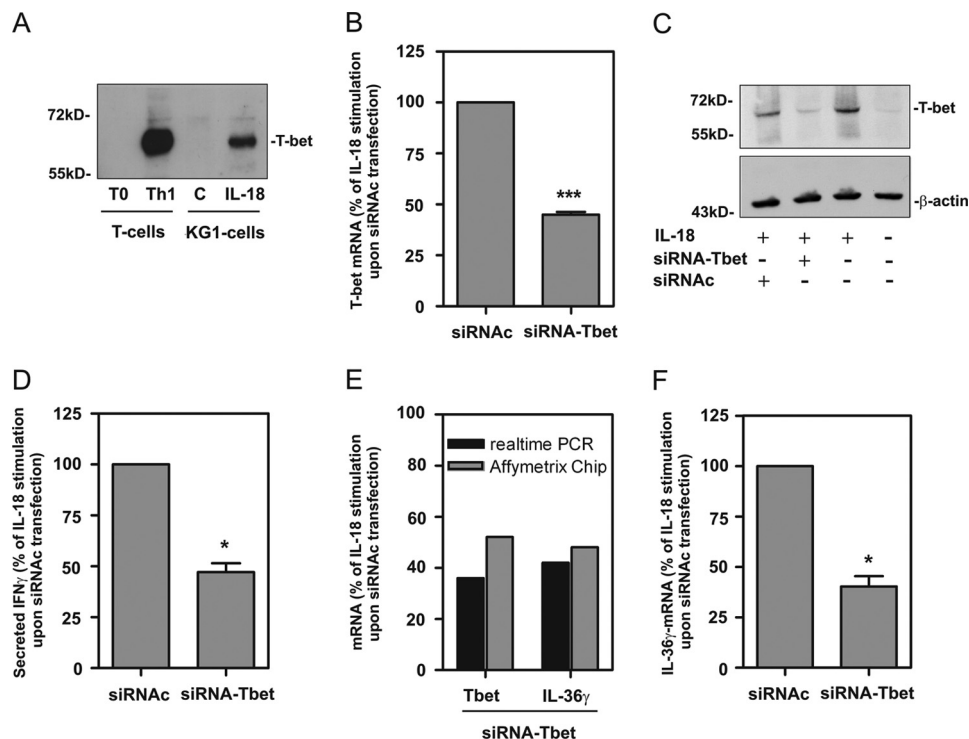 A
72kD-
55kD-
-T-bet
T0 Th1 C IL-18
T-cells KG1-cells
B
T-bet mRNA (% of IL-18 stimulation
upon siRNAc transfection)
125
100
75
50
25
0
***
siRNAc siRNA-Tbet
C
72kD-
55kD-
-T-bet
43kD-
-β-actin
IL-18 + + + -
siRNA-Tbet - + - -
siRNAc + - - -
D
Secreted IFNγ (% of IL-18 stimulation
upon siRNAc transfection)
125
100
75
50
25
0
*
siRNAc siRNA-Tbet
E
mRNA (% of IL-18 stimulation
upon siRNAc transfection)
100
80
60
40
20
0
realtime PCR
Affymetrix Chip
Tbet IL-36γ
siRNA-Tbet
F
IL-36γ-mRNA (% of IL-18 stimulation
upon siRNAc transfection)
125
100
75
50
25
0
*
siRNAc siRNA-Tbet